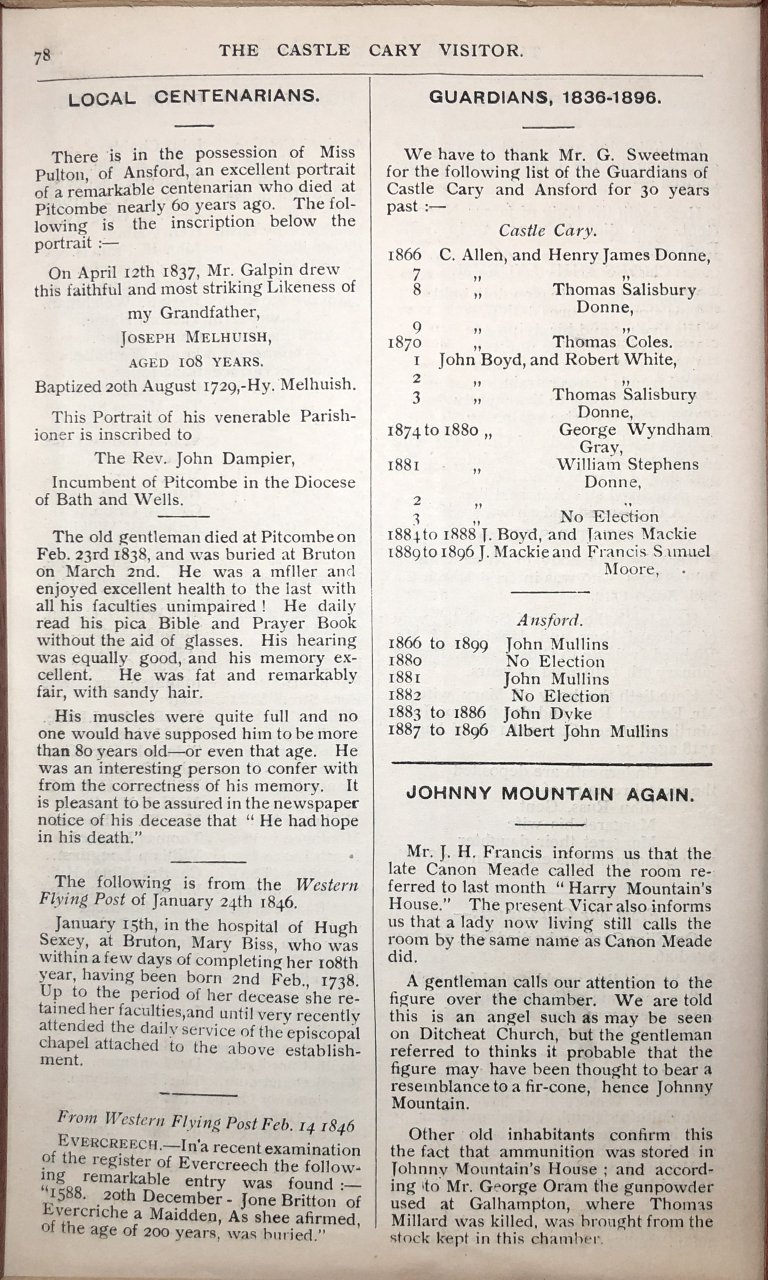 78
THE CASTLE CARY VISITOR.
LOCAL CENTENARIANS.
There is in the possession of Miss
Pulton, of Ansford, an excellent portrait
of a remarkable centenarian who died at
Pitcombe nearly 60 years ago. The fol-
lowing is the inscription below the
portrait :—
On April 12th 1837, Mr. Galpin drew
this faithful and most striking Likeness of
my Grandfather,
JOSEPH MELHUISH,
AGED 108 YEARS.
Baptized 20th August 1729,-Hy. Melhuish.
This Portrait of his venerable Parish-
ioner is inscribed to
The Rev. John Dampier,
Incumbent of Pitcombe in the Diocese
of Bath and Wells.
The old gentleman died at Pitcombe on
Feb. 23rd 1838, and was buried at Bruton
on March 2nd. He was a mfller and
enjoyed excellent health to the last with
all his faculties unimpaired ! He daily
read his pica Bible and Prayer Book
without the aid of glasses. His hearing
was equally good, and his memory ex-
cellent. He was fat and remarkably
fair, with sandy hair.
His muscles were quite full and no
one would have supposed him to be more
than 80 years old—or even that age. He
was an interesting person to confer with
from the correctness of his memory. It
is pleasant to be assured in the newspaper
notice of his decease that " He had hope
in his death."
The following is from the Western
Flying Post of January 24th 1846.
January 15th, in the hospital of Hugh
Sexey, at Bruton, Mary Biss, who was
within a few days of completing her 108th
year, having been born 2nd Feb., 1738.
Up to the period of her decease she re-
tained her faculties,and until very recently
attended the daily service of the episcopal
chapel attached to the above establish-
ment.
From Western Flying Post Feb. 14 1846
EVERCREECH.—In'a recent examination
of the register of Evercreech the follow-
ing remarkable entry was found :—
"1588. 20th December - Jone Britton of
Evercriche a Maidden, As shee afirmed,
of the age of 200 years, was buried."
GUARDIANS, 1836-1896.
We have to thank Mr. G. Sweetman
for the following list of the Guardians of
Castle Cary and Ansford for 30 years
past :—
Castle Cary.
1866 C. Allen, and Henry James Donne,
7 „ „
8 „ Thomas Salisbury
Donne,
9 „ „
1870 „ Thomas Coles.
1 John Boyd, and Robert White,
2 „ „
3 „ Thomas Salisbury
Donne,
1874 to 1880 „ George Wyndham
Gray,
1881 „ William Stephens
Donne,
2 „ „
3 „ No Election
1884 to 1888 J. Boyd, and James Mackie
1889 to 1896 J. Mackie and Francis Samuel
Moore,
Ansford.
1866 to 1899 John Mullins
1880 No Election
1881 John Mullins
1882 No Election
1883 to 1886 John Dyke
1887 to 1896 Albert John Mullins
JOHNNY MOUNTAIN AGAIN.
Mr. J. H. Francis informs us that the
late Canon Meade called the room re-
ferred to last month " Harry Mountain's
House." The present Vicar also informs
us that a lady now living still calls the
room by the same name as Canon Meade
did.
A gentleman calls our attention to the
figure over the chamber. We are told
this is an angel such as may be seen
on Ditcheat Church, but the gentleman
referred to thinks it probable that the
figure may have been thought to bear a
resemblance to a fir-cone, hence Johnny
Mountain.
Other old inhabitants confirm this
the fact that ammunition was stored in
Johnny Mountain's House ; and accord-
ing to Mr. George Oram the gunpowder
used at Galhampton, where Thomas
Millard was killed, was brought from the
stock kept in this chamber.